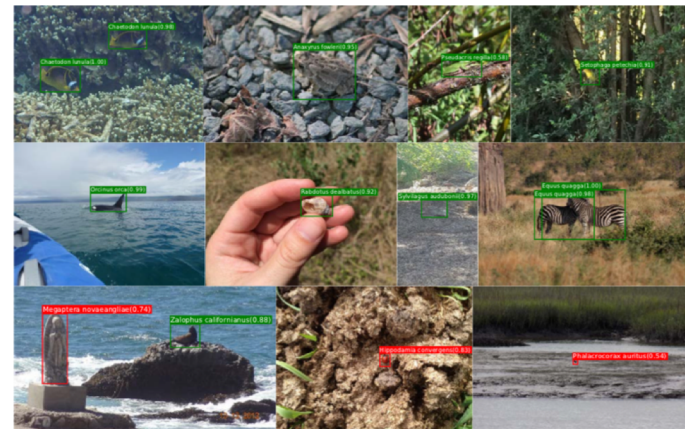 Chaetodon lunula(0.98)
Chaetodon lunula(1.00)
Anaxyrus fowleri(0.95)
Pseudacris regilla(0.58)
Setophaga petechia(0.91)
Orcinus orca(0.99)
Rabdotus dealbatus(0.92)
Sylvilagus audubonii(0.97)
Equus quagga(1.00)
Equus quagga(0.98)
Megaptera novaeangliae(0.74)
Zalophus californianus(0.88)
Hippodamia convergens(0.83)
Phalacrocorax auritus(0.54)